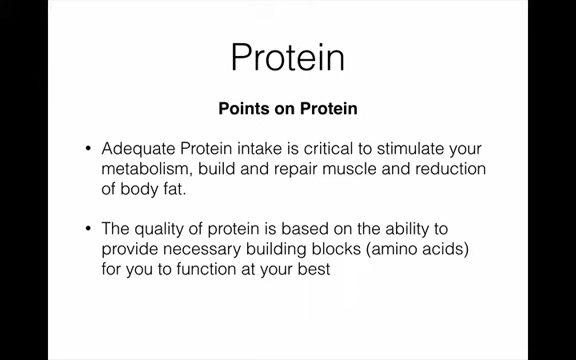 Protein
Points on Protein
• Adequate Protein intake is critical to stimulate your
metabolism, build and repair muscle and reduction
of body fat.
• The quality of protein is based on the ability to
provide necessary building blocks (amino acids)
for you to function at your best